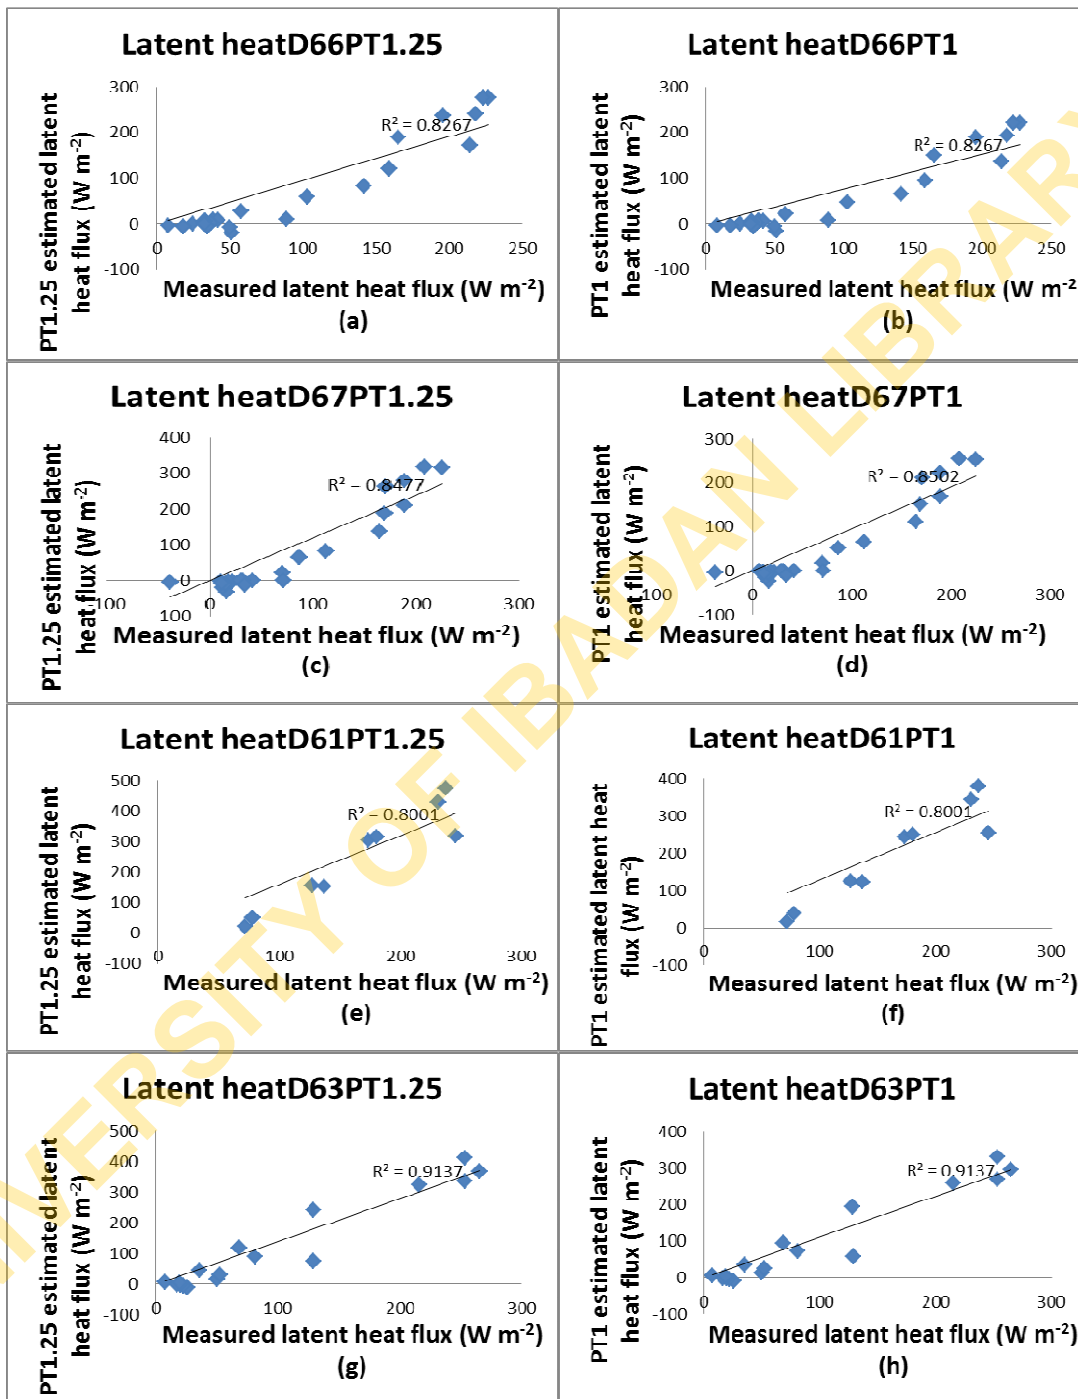 Latent heatD66PT1.25
PT1.25 estimated latent
heat flux (W m-2)
300
200
100
0
-100
R² = 0.8267
0
50
100
150
200
250
Measured latent heat flux (W m-2)
(a)
Latent heatD66PT1
PT1 estimated latent
heat flux (W m-2)
300
200
100
0
-100
R² = 0.8267
0
50
100
150
200
250
Measured latent heat flux (W m-2)
(b)
Latent heatD67PT1.25
PT1.25 estimated latent
heat flux (W m-2)
400
300
200
100
0
100
R² = 0.8477
100
0
100
200
300
Measured latent heat flux (W m-2)
(c)
Latent heatD67PT1
PT1 estimated latent
heat flux (W m-2)
300
200
100
0
-100
R² = 0.8502
100
0
100
200
300
Measured latent heat flux (W m-2)
(d)
Latent heatD61PT1.25
PT1.25 estimated latent
heat flux (W m-2)
500
400
300
200
100
0
-100
R² = 0.8001
0
100
200
300
Measured latent heat flux (W m-2)
(e)
Latent heatD61PT1
PT1 estimated latent heat
flux (W m-2)
400
300
200
100
0
-100
R² = 0.8001
0
100
200
300
Measured latent heat flux (W m-2)
(f)
Latent heatD63PT1.25
PT1.25 estimated latent
heat flux (W m-2)
500
400
300
200
100
0
-100
R² = 0.9137
0
100
200
300
Measured latent heat flux (W m-2)
(g)
Latent heatD63PT1
PT1 estimated latent
heat flux (W m-2)
400
300
200
100
0
-100
R² = 0.9137
0
100
200
300
Measured latent heat flux (W m-2)
(h)
IVERSITY OF IBADAN LIBRARY